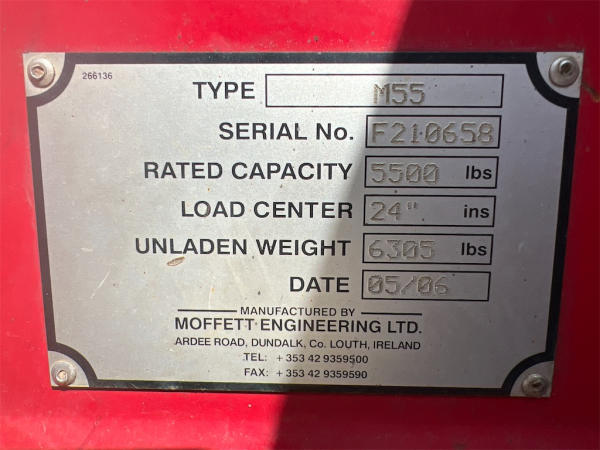 266136
TYPE M55
SERIAL No. F210658
RATED CAPACITY 5500 lbs
LOAD CENTER 24" ins
UNLADEN WEIGHT 6305 lbs
DATE 05/06
MANUFACTURED BY
MOFFETT ENGINEERING LTD.
ARDEE ROAD, DUNDALK, Co. LOUTH, IRELAND
TEL: + 353 42 9359500
FAX: + 353 42 9359590